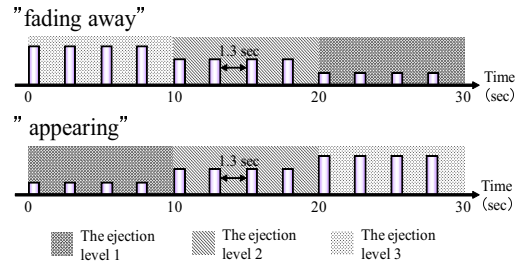 ”fading away”
1.3 sec
Time
(sec)
0 10 20 30
” appearing”
1.3 sec
Time
(sec)
0 10 20 30
The ejection
level 1
The ejection
level 2
The ejection
level 3